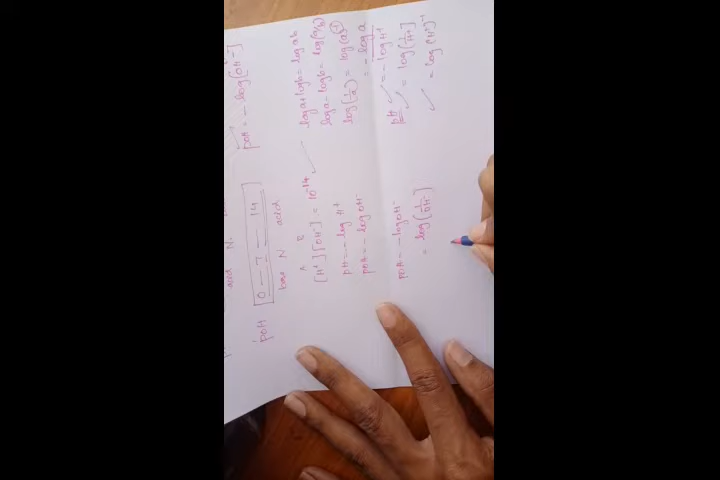 acid N
pOH 0 — 7 — 14
base N acid
A B
[H⁺] [OH⁻] = 10⁻¹⁴
pH = - log H⁺
pOH = - log OH⁻
pOH = - log OH⁻
= log [1/OH⁻]
pOH = - log [OH⁻]
log a + log b = log ab
log a - log b = log (a/b)
log (1/a) = log (a)⁻¹
= - log a
pH = - log H⁺
= log [1/H⁺]
= log [H⁺]⁻¹